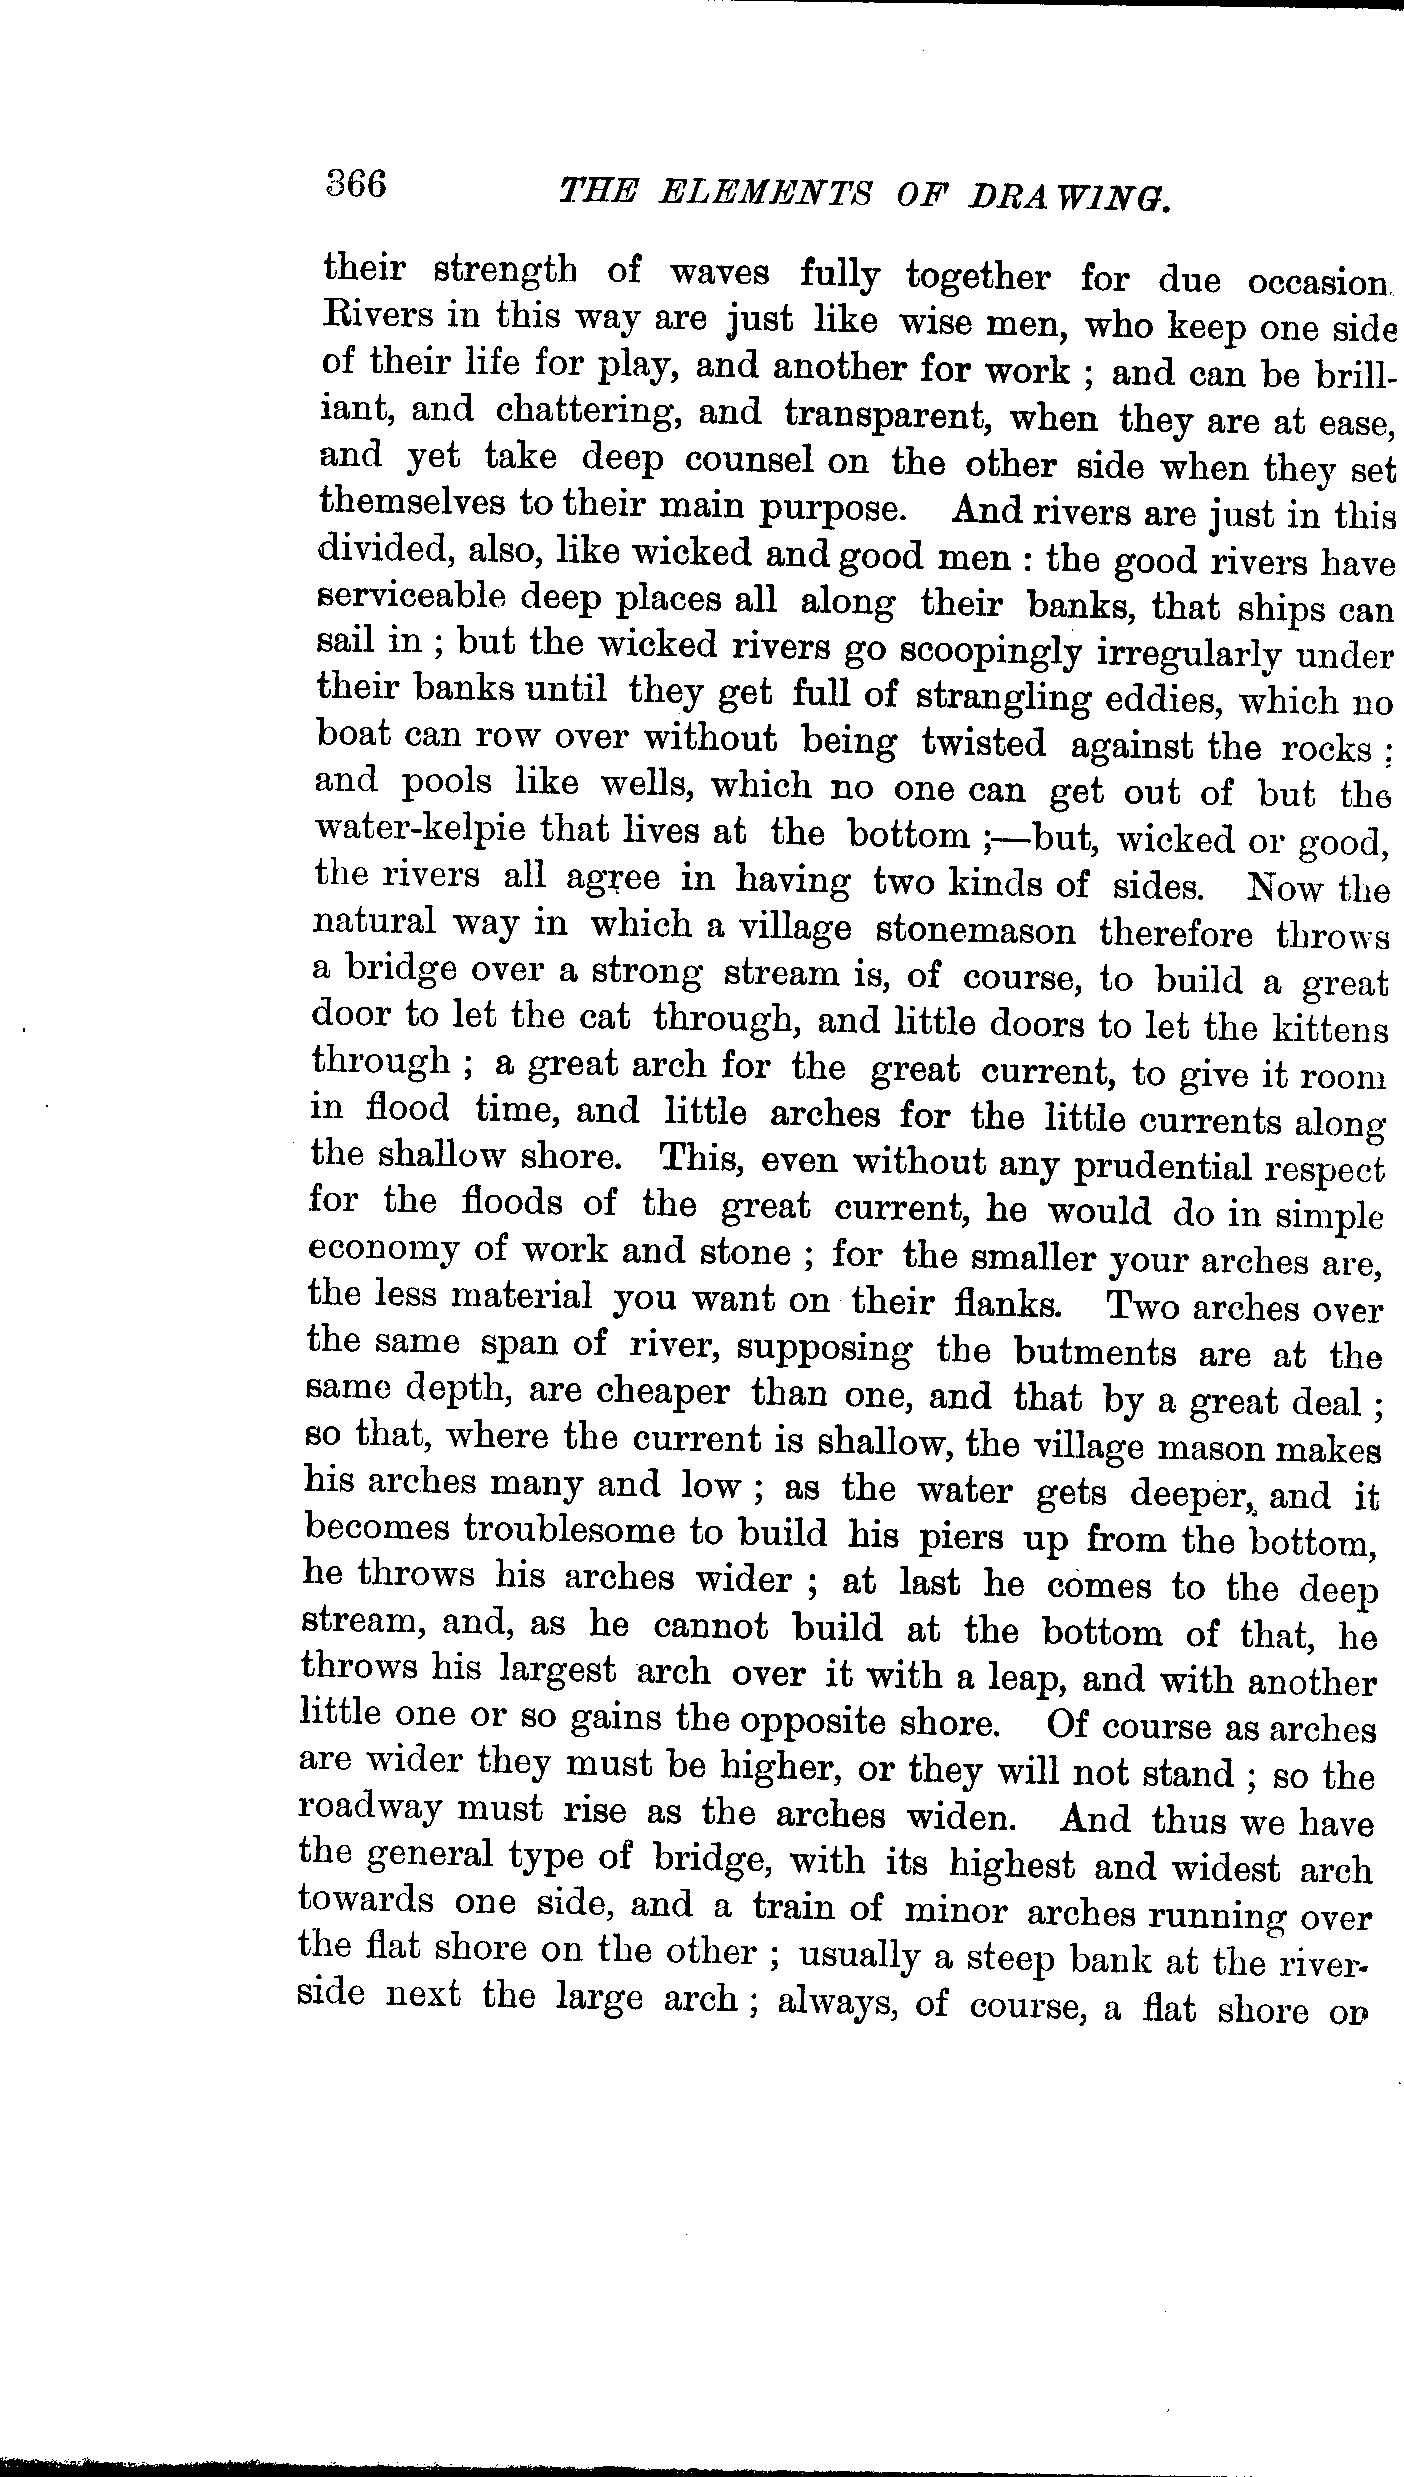 366 THE ELEMENTS OF DRAWING.
their strength of waves fully together for due occasion.
Rivers in this way are just like wise men, who keep one side
of their life for play, and another for work ; and can be brill-
iant, and chattering, and transparent, when they are at ease,
and yet take deep counsel on the other side when they set
themselves to their main purpose. And rivers are just in this
divided, also, like wicked and good men : the good rivers have
serviceable deep places all along their banks, that ships can
sail in ; but the wicked rivers go scoopingly irregularly under
their banks until they get full of strangling eddies, which no
boat can row over without being twisted against the rocks ;
and pools like wells, which no one can get out of but the
water-kelpie that lives at the bottom ;—but, wicked or good,
the rivers all agree in having two kinds of sides. Now the
natural way in which a village stonemason therefore throws
a bridge over a strong stream is, of course, to build a great
door to let the cat through, and little doors to let the kittens
through ; a great arch for the great current, to give it room
in flood time, and little arches for the little currents along
the shallow shore. This, even without any prudential respect
for the floods of the great current, he would do in simple
economy of work and stone ; for the smaller your arches are,
the less material you want on their flanks. Two arches over
the same span of river, supposing the butments are at the
same depth, are cheaper than one, and that by a great deal ;
so that, where the current is shallow, the village mason makes
his arches many and low ; as the water gets deeper, and it
becomes troublesome to build his piers up from the bottom,
he throws his arches wider ; at last he comes to the deep
stream, and, as he cannot build at the bottom of that, he
throws his largest arch over it with a leap, and with another
little one or so gains the opposite shore. Of course as arches
are wider they must be higher, or they will not stand ; so the
roadway must rise as the arches widen. And thus we have
the general type of bridge, with its highest and widest arch
towards one side, and a train of minor arches running over
the flat shore on the other ; usually a steep bank at the river-
side next the large arch ; always, of course, a flat shore on